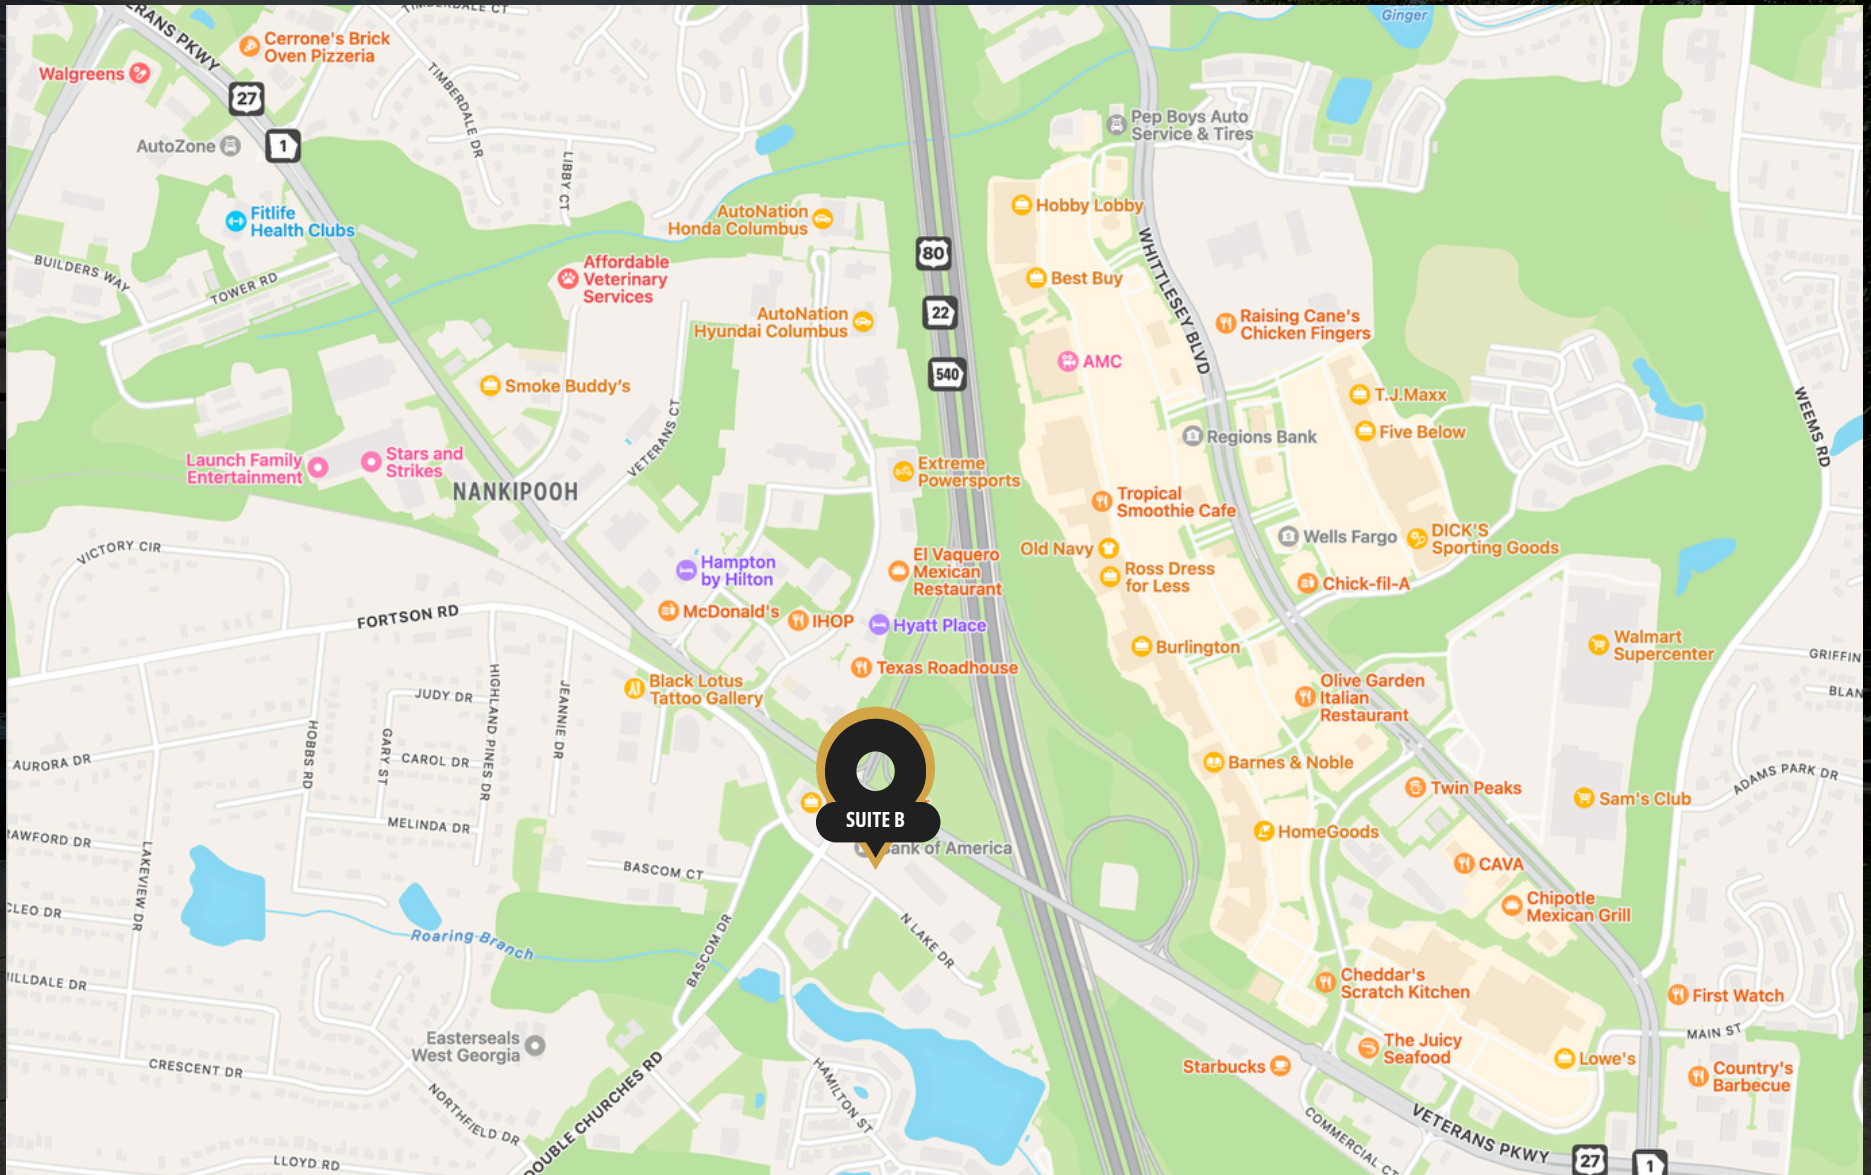 TIMBERDALE CT
Ginger
ERANS PKWY
Cerrone's Brick
Oven Pizzeria
Walgreens
27
TIMBERDALE DR
Pep Boys Auto
Service & Tires
AutoZone
1
LIBBY CT
Fitlife
Health Clubs
AutoNation
Honda Columbus
Hobby Lobby
WHITTLESEY BLVD
80
BUILDERS WAY
TOWER RD
Affordable
Veterinary
Services
Best Buy
22
AutoNation
Hyundai Columbus
Raising Cane's
Chicken Fingers
AMC
540
Smoke Buddy's
T.J.Maxx
WEEMS RD
VETERANS CT
Regions Bank
Five Below
Launch Family
Entertainment
Stars and
Strikes
Extreme
Powersports
NANKIPOOH
Tropical
Smoothie Cafe
Wells Fargo
DICK'S
Sporting Goods
VICTORY CIR
Old Navy
Hampton
by Hilton
El Vaquero
Mexican
Restaurant
Ross Dress
for Less
Chick-fil-A
FORTSON RD
McDonald's
IHOP
Hyatt Place
Burlington
Walmart
Supercenter
GRIFFIN
Texas Roadhouse
Black Lotus
Tattoo Gallery
JUDY DR
HIGHLAND PINES DR
JEANNIE DR
Olive Garden
Italian
Restaurant
BLAN
HOBBS RD
GARY ST
AURORA DR
CAROL DR
Barnes & Noble
Twin Peaks
Sam's Club
ADAMS PARK DR
SUITE B
MELINDA DR
HomeGoods
RAWFORD DR
LAKEVIEW DR
ank of America
BASCOM CT
CAVA
CLEO DR
Chipotle
Mexican Grill
Roaring Branch
BASCOM DR
N LAKE DR
HILLDALE DR
Cheddar's
Scratch Kitchen
First Watch
MAIN ST
Easterseals
West Georgia
The Juicy
Seafood
Lowe's
Starbucks
Country's
Barbecue
CRESCENT DR
NORTHFIELD DR
DOUBLE CHURCHES RD
HAMILTON ST
COMMERCIAL CT
VETERANS PKWY
LLOYD RD
27
1